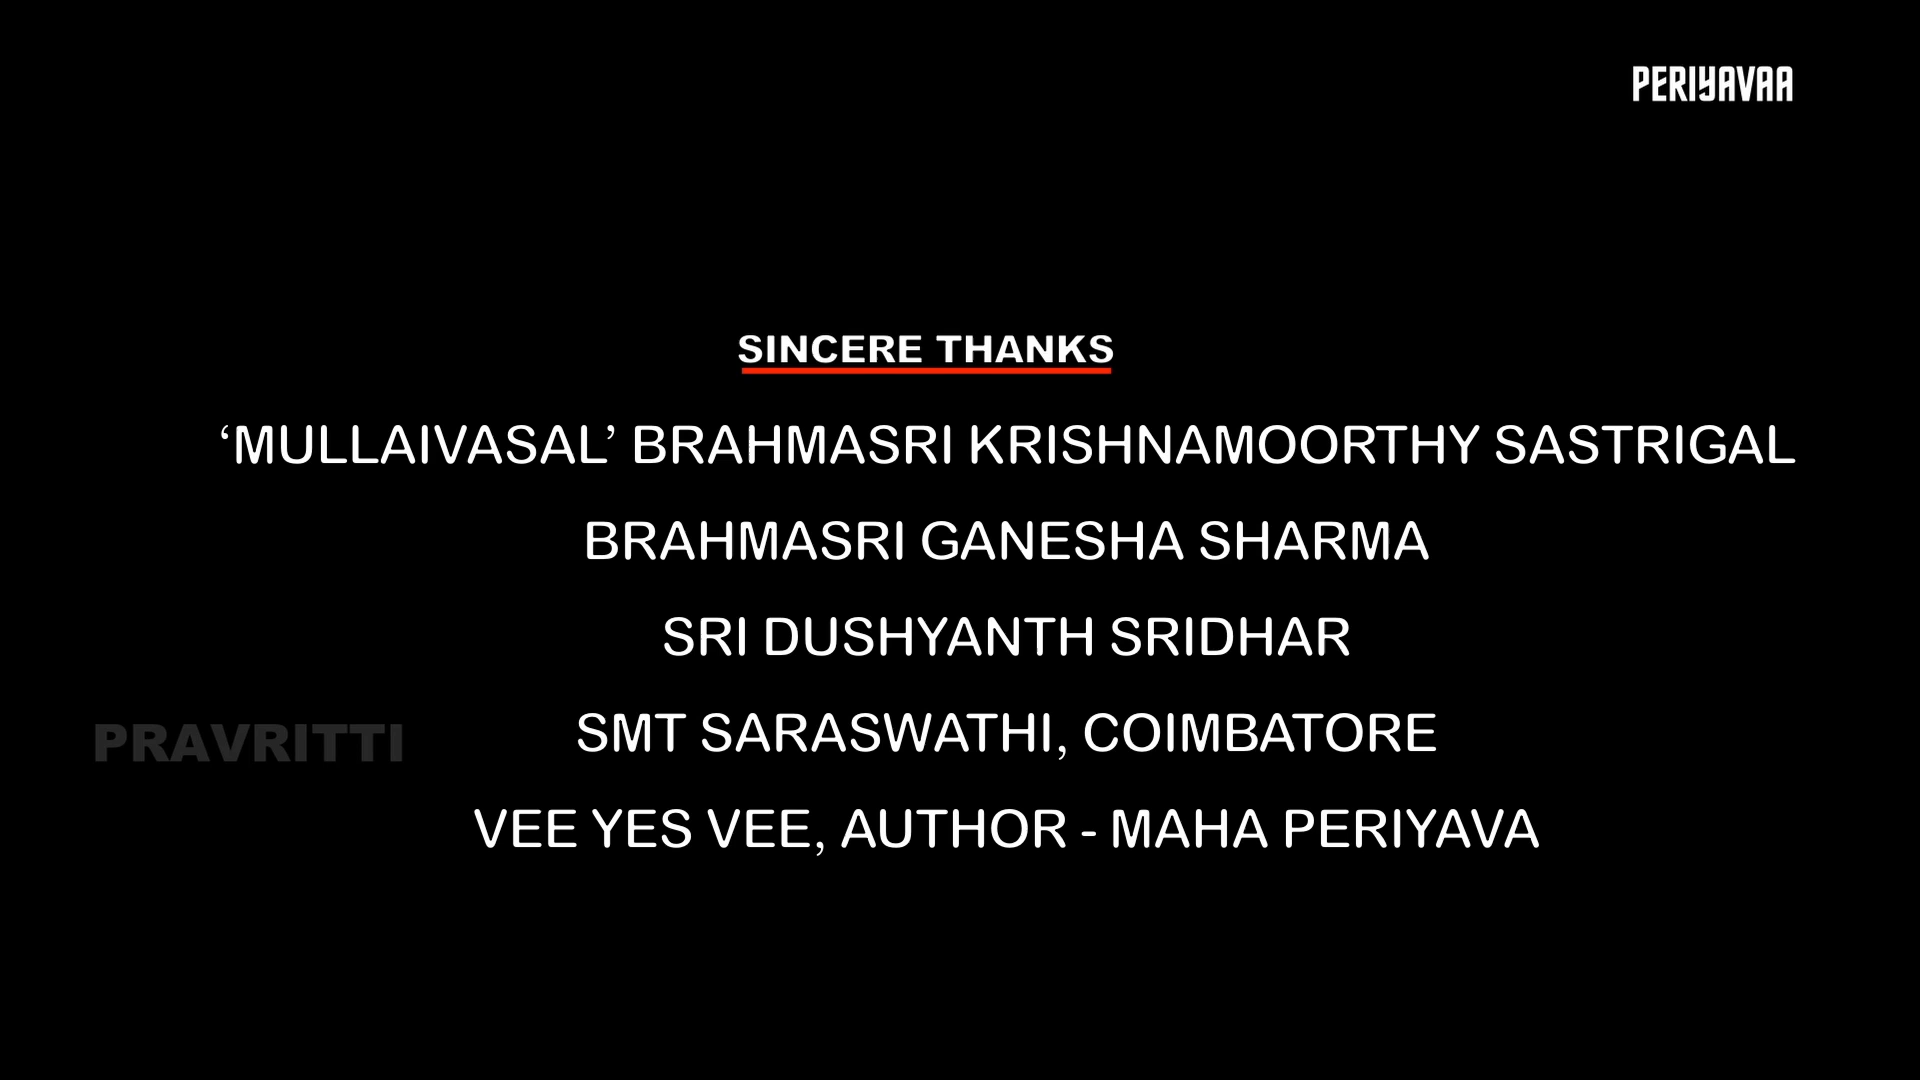 PERIYAVAA
SINCERE THANKS
‘MULLAIVASAL’ BRAHMASRI KRISHNAMOORTHY SASTRIGAL
BRAHMASRI GANESHA SHARMA
SRI DUSHYANTH SRIDHAR
SMT SARASWATHI, COIMBATORE
PRAVRITTI
VEE YES VEE, AUTHOR - MAHA PERIYAVA